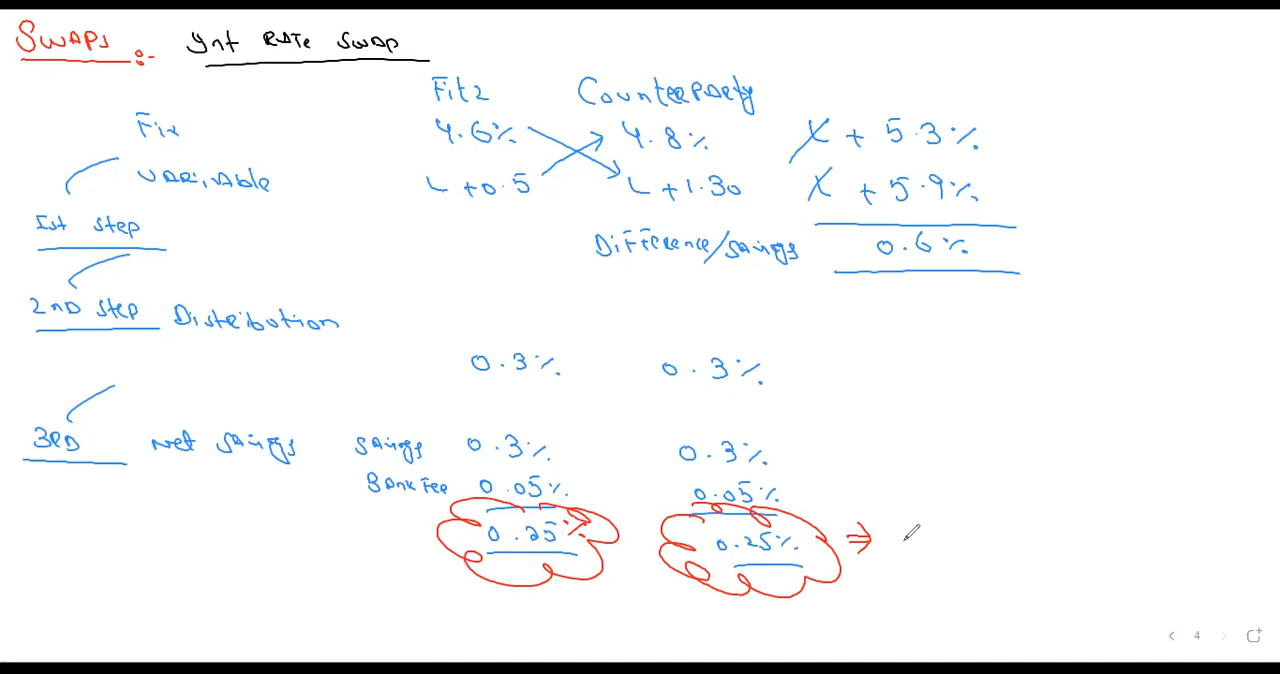 SWAPS :- Int RATe SWAP
Fitz Counterparty
Fix 4.6% 4.8% X + 5.3%
VARiable L + 0.5 L + 1.30 X + 5.9%
Ist step
Difference/savings 0.6%
2nd step Distribution
0.3% 0.3%
3RD Net savings savings 0.3% 0.3%
Bank Fee 0.05% 0.05%
0.25% 0.25% ⇒
< 4 >